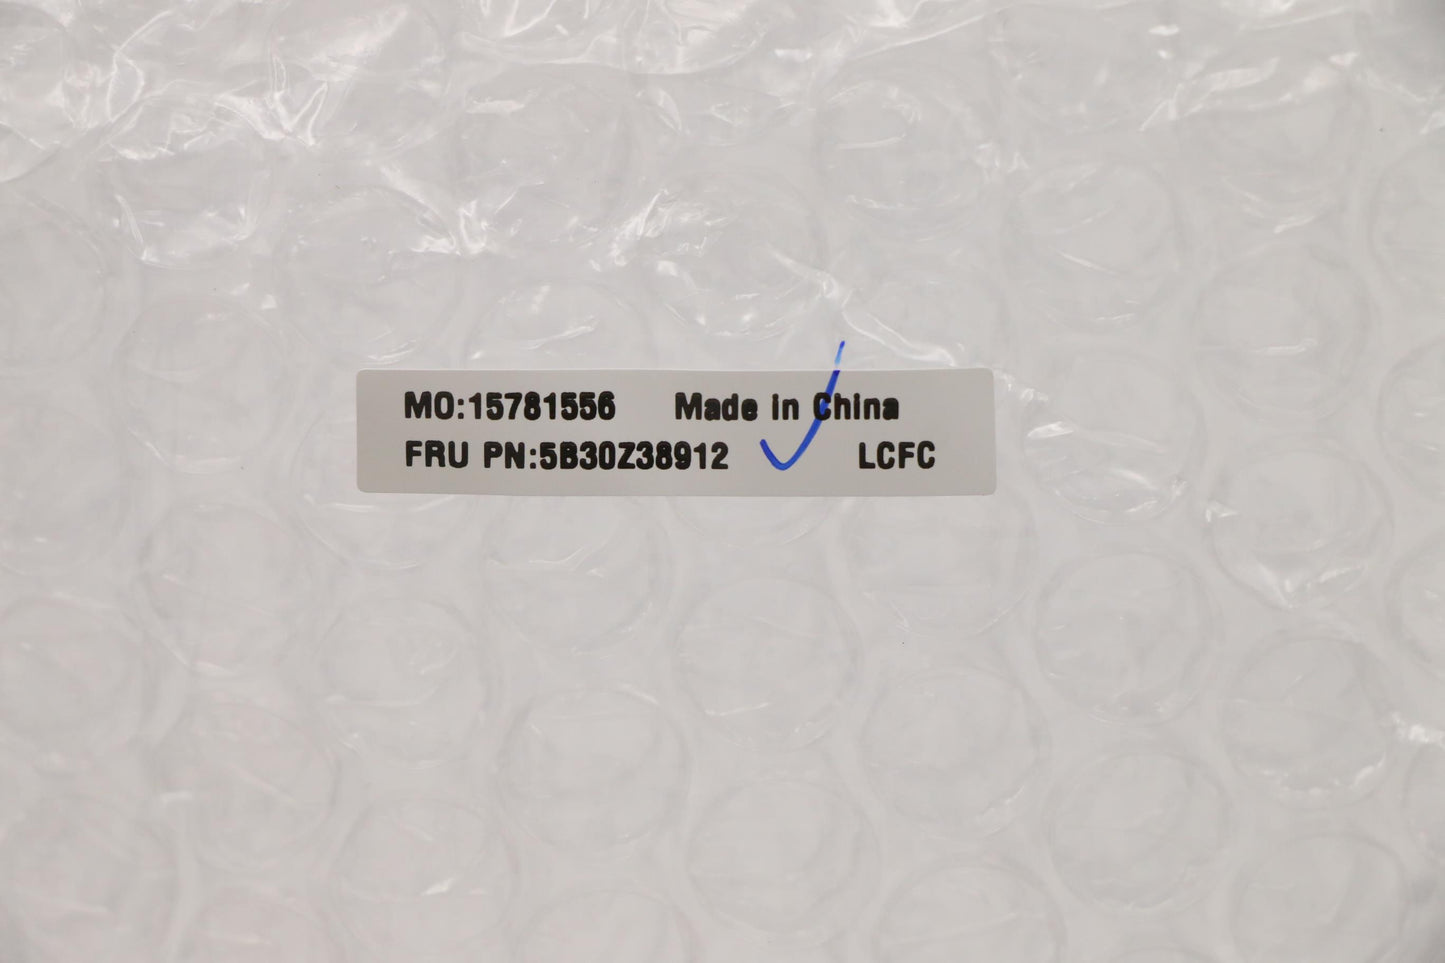 MO:15781556 Made in China
FRU PN:5B30Z38912 LCFC